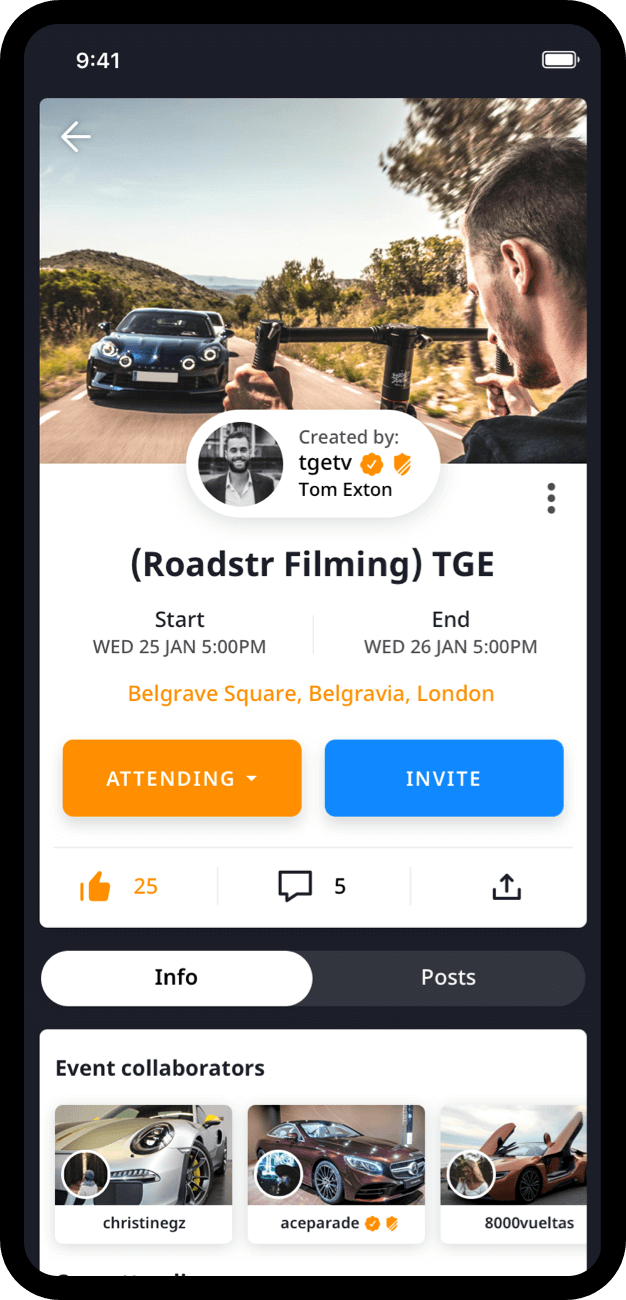 9:41
Created by:
tgetv
Tom Exton
(Roadstr Filming) TGE
Start
End
WED 25 JAN 5:00PM
WED 26 JAN 5:00PM
Belgrave Square, Belgravia, London
ATTENDING
INVITE
25
5
Info
Posts
Event collaborators
christinegz
aceparade
8000vueltas